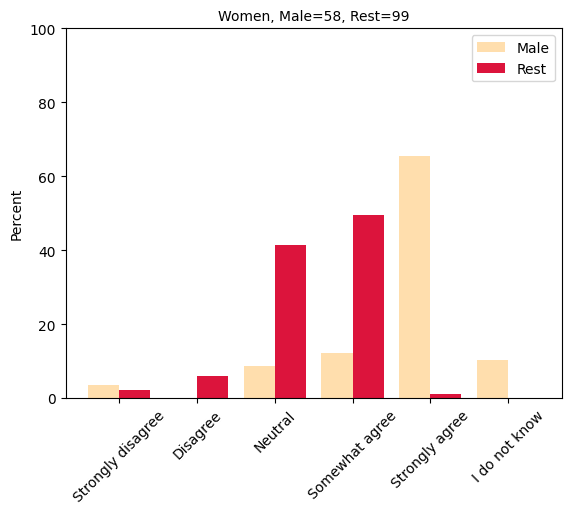 Women, Male=58, Rest=99
100
80
60
40
20
0
Percent
Male
Rest
Strongly disagree
Disagree
Neutral
Somewhat agree
Strongly agree
I do not know